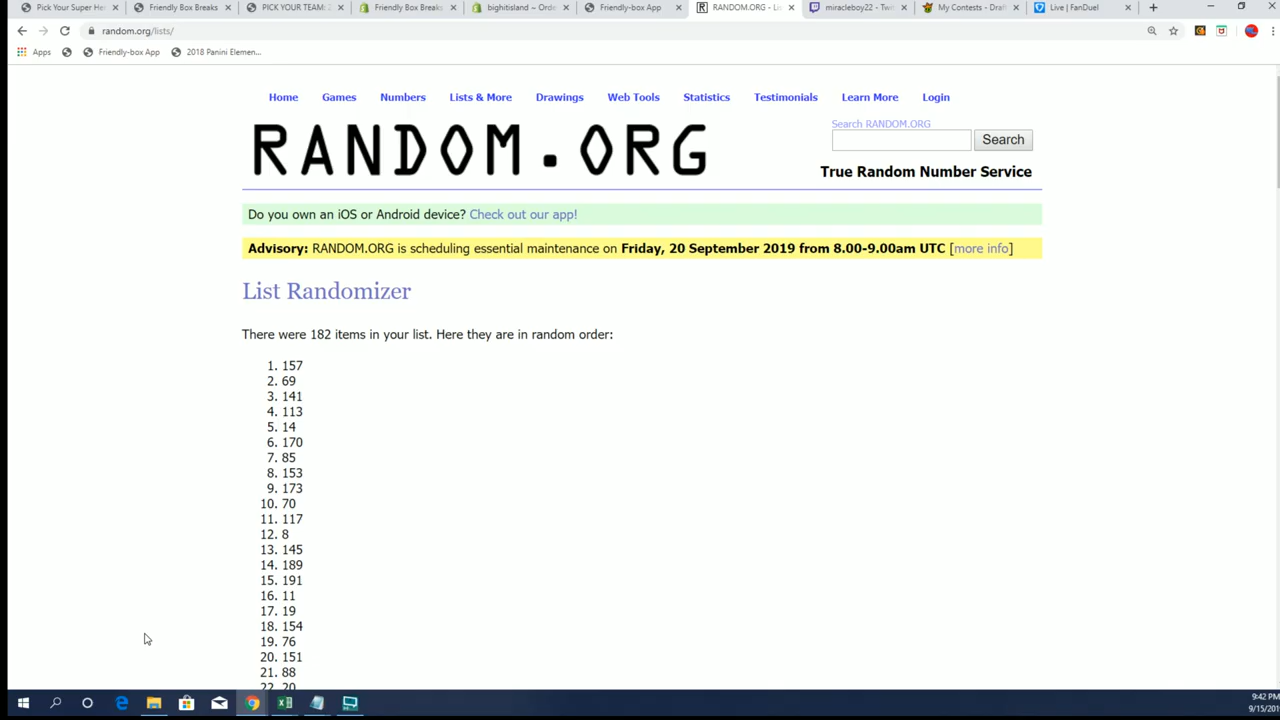 Pick Your Super He
Friendly Box Breaks
PICK YOUR TEAM!
Friendly Box Breaks
bighitisland ~ Orde
Friendly-box App
RANDOM.ORG - Li
miracleboy22 - Twit
My Contests - Draft
Live | FanDuel
random.org/lists/
Apps
Friendly-box App
2018 Panini Elemen...
Home Games Numbers Lists & More Drawings Web Tools Statistics Testimonials Learn More Login
RANDOM.ORG
Search RANDOM.ORG
Search
True Random Number Service
Do you own an iOS or Android device? Check out our app!
Advisory: RANDOM.ORG is scheduling essential maintenance on Friday, 20 September 2019 from 8.00-9.00am UTC [more info]
List Randomizer
There were 182 items in your list. Here they are in random order:
1. 157
2. 69
3. 141
4. 113
5. 14
6. 170
7. 85
8. 153
9. 173
10. 70
11. 117
12. 8
13. 145
14. 189
15. 191
16. 11
17. 19
18. 154
19. 76
20. 151
21. 88
22. 20
9:42 PM
9/15/201